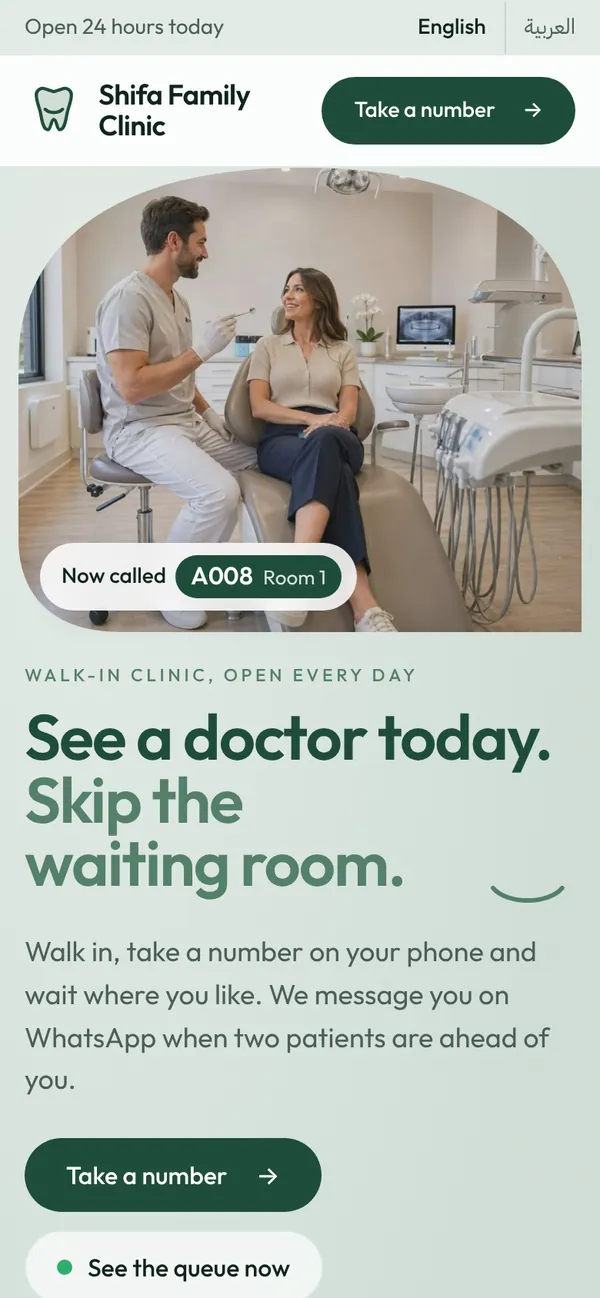 Open 24 hours today
English
العربية
Shifa Family
Clinic
Take a number →
Now called A008 Room 1
WALK-IN CLINIC, OPEN EVERY DAY
See a doctor today.
Skip the
waiting room.
Walk in, take a number on your phone and
wait where you like. We message you on
WhatsApp when two patients are ahead of
you.
Take a number →
See the queue now